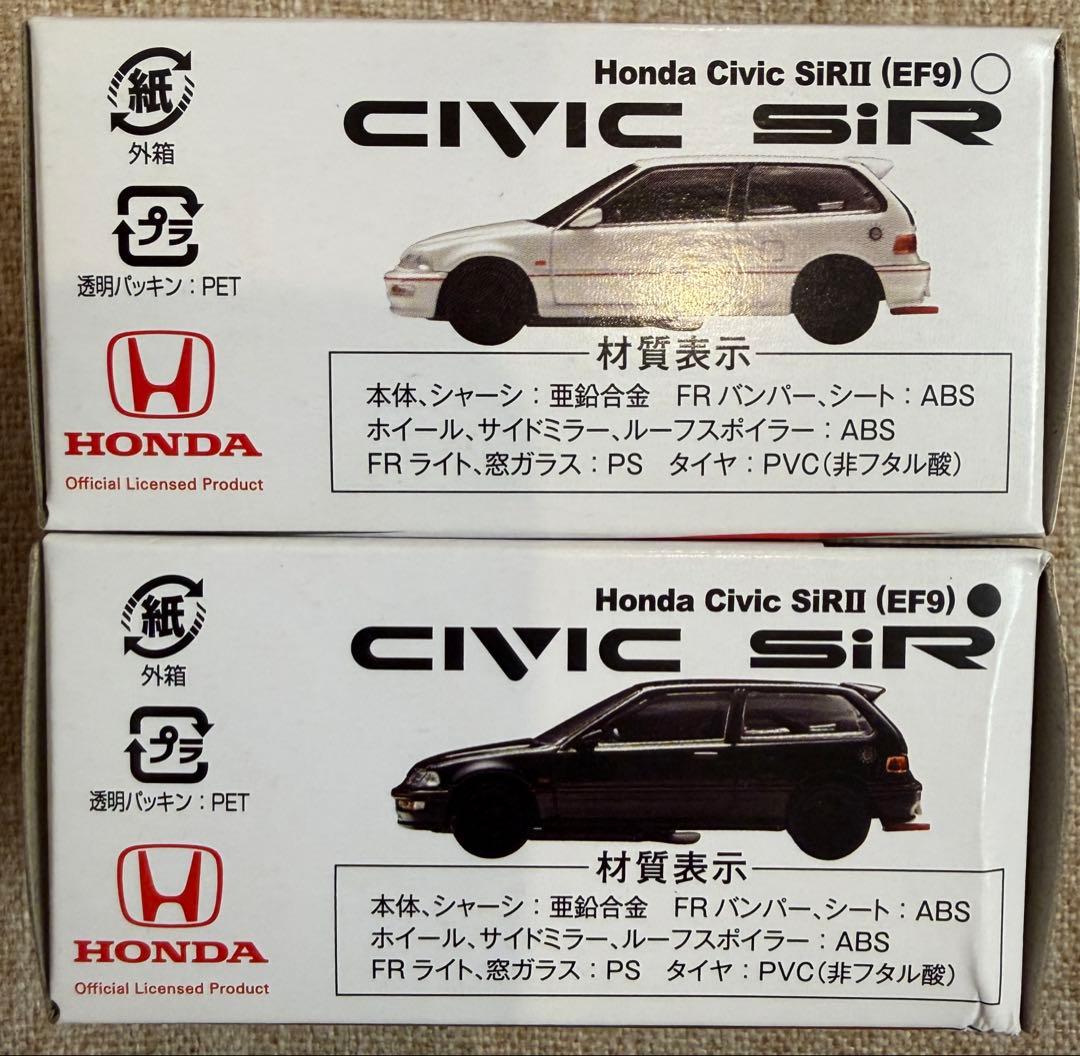 紙
外箱
プラ
透明パッキン：PET
HONDA
Official Licensed Product
Honda Civic SiRII (EF9)
CIVIC SiR
材質表示
本体、シャーシ：亜鉛合金 FRバンパー、シート：ABS
ホイール、サイドミラー、ルーフスポイラー：ABS
FRライト、窓ガラス：PS タイヤ：PVC(非フタル酸)
紙
外箱
プラ
透明パッキン：PET
HONDA
Official Licensed Product
Honda Civic SiRII (EF9)
CIVIC SiR
材質表示
本体、シャーシ：亜鉛合金 FRバンパー、シート：ABS
ホイール、サイドミラー、ルーフスポイラー：ABS
FRライト、窓ガラス：PS タイヤ：PVC(非フタル酸)